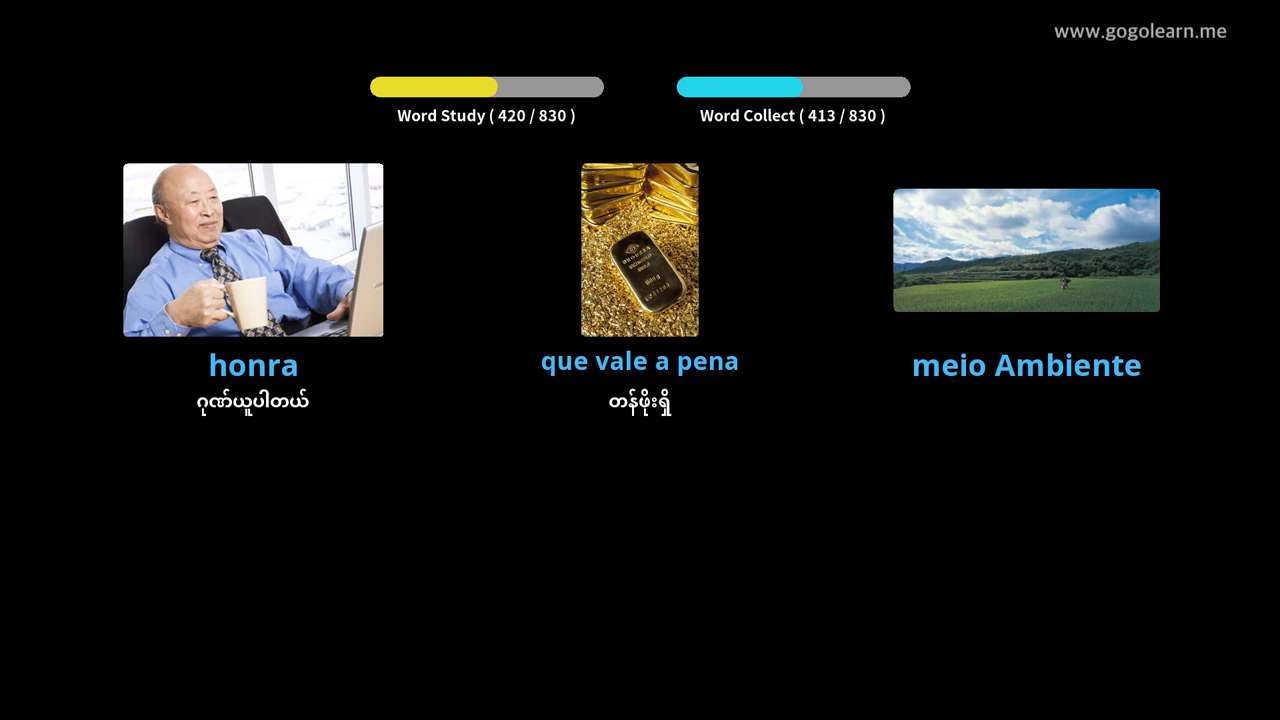 www.gogolearn.me
Word Study ( 420 / 830 )
Word Collect ( 413 / 830 )
honra
ဂုဏ်ယူပါတယ်
que vale a pena
တန်ဖိုးရှိ
meio Ambiente